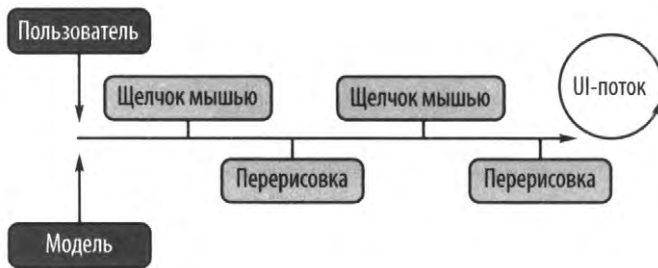 Пользователь
Щелчок мышью
Щелчок мышью
UI-поток
Перерисовка
Перерисовка
Модель